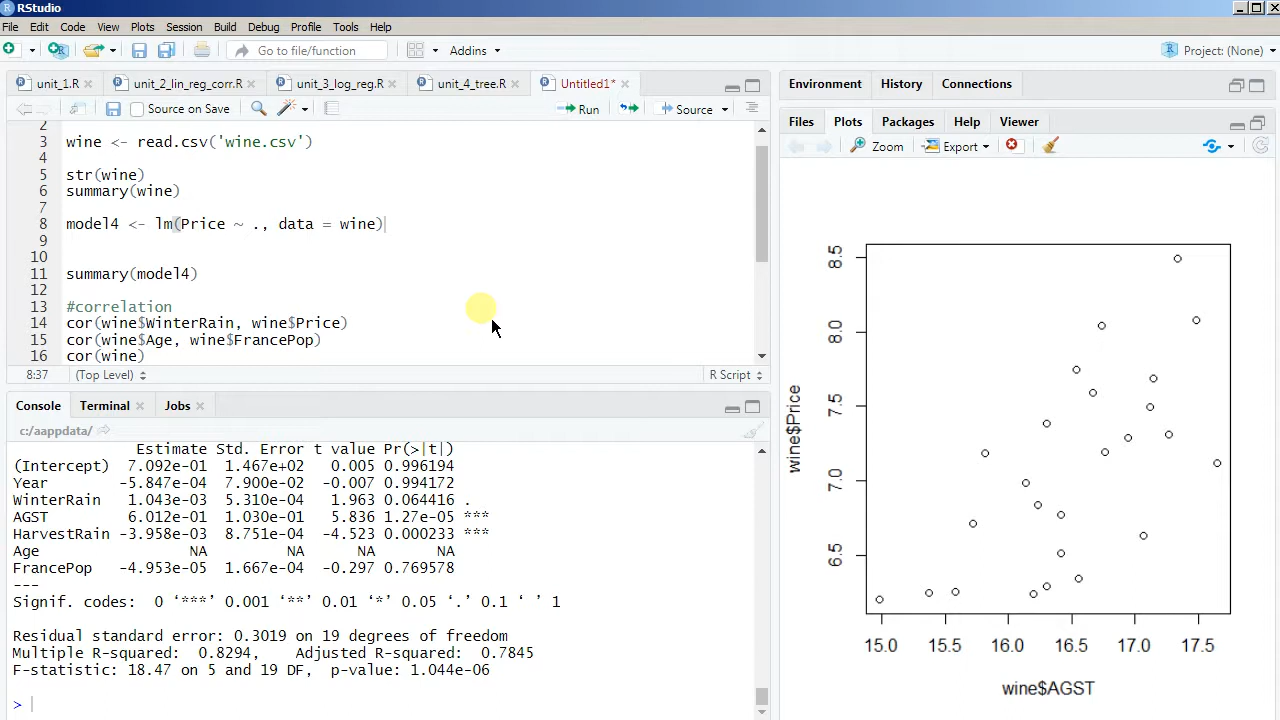 RStudio
File Edit Code View Plots Session Build Debug Profile Tools Help
Go to file/function Addins Project: (None)
unit_1.R unit_2_lin_reg_corr.R unit_3_log_reg.R unit_4_tree.R Untitled1*
Source on Save Run Source
2
3 wine <- read.csv('wine.csv')
4
5 str(wine)
6 summary(wine)
7
8 model4 <- lm(Price ~ ., data = wine)
9
10
11 summary(model4)
12
13 #correlation
14 cor(wine$WinterRain, wine$Price)
15 cor(wine$Age, wine$FrancePop)
16 cor(wine)
8:37 (Top Level) R Script
Console Terminal Jobs
c:/aappdata/
Estimate Std. Error t value Pr(>|t|)
(Intercept) 7.092e-01 1.467e+02 0.005 0.996194
Year -5.847e-04 7.900e-02 -0.007 0.994172
WinterRain 1.043e-03 5.310e-04 1.963 0.064416 .
AGST 6.012e-01 1.030e-01 5.836 1.27e-05 ***
HarvestRain -3.958e-03 8.751e-04 -4.523 0.000233 ***
Age NA NA NA NA
FrancePop -4.953e-05 1.667e-04 -0.297 0.769578
---
Signif. codes: 0 ‘***’ 0.001 ‘**’ 0.01 ‘*’ 0.05 ‘.’ 0.1 ‘ ’ 1
Residual standard error: 0.3019 on 19 degrees of freedom
Multiple R-squared: 0.8294, Adjusted R-squared: 0.7845
F-statistic: 18.47 on 5 and 19 DF, p-value: 1.044e-06
>
Environment History Connections
Files Plots Packages Help Viewer
Zoom Export
8.5
8.0
7.5
7.0
6.5
wine$Price
15.0 15.5 16.0 16.5 17.0 17.5
wine$AGST